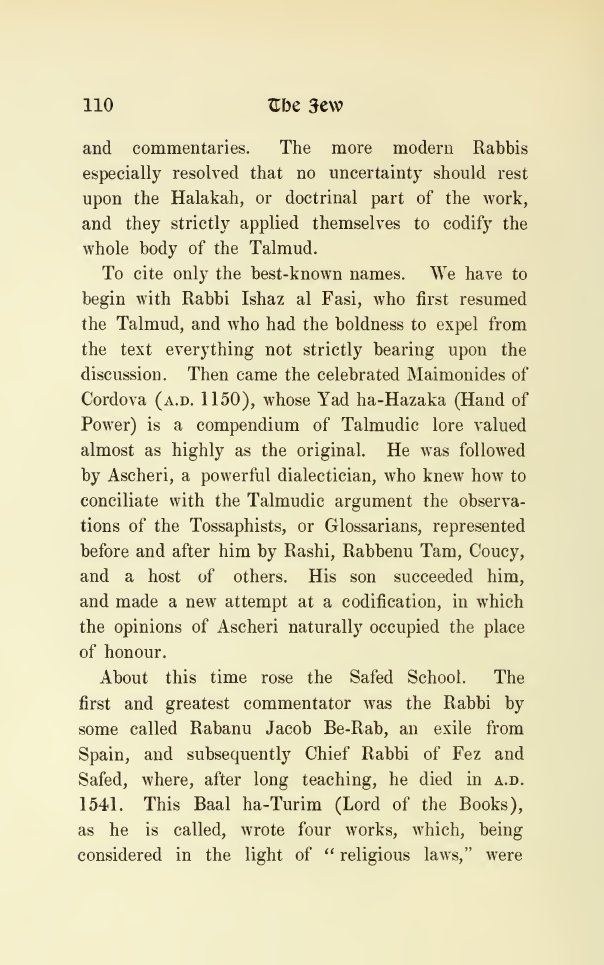 110 The Jew
and commentaries. The more modern Rabbis
especially resolved that no uncertainty should rest
upon the Halakah, or doctrinal part of the work,
and they strictly applied themselves to codify the
whole body of the Talmud.
To cite only the best-known names. We have to
begin with Rabbi Ishaz al Fasi, who first resumed
the Talmud, and who had the boldness to expel from
the text everything not strictly bearing upon the
discussion. Then came the celebrated Maimonides of
Cordova (A.D. 1150), whose Yad ha-Hazaka (Hand of
Power) is a compendium of Talmudic lore valued
almost as highly as the original. He was followed
by Ascheri, a powerful dialectician, who knew how to
conciliate with the Talmudic argument the observa-
tions of the Tossaphists, or Glossarians, represented
before and after him by Rashi, Rabbenu Tam, Coucy,
and a host of others. His son succeeded him,
and made a new attempt at a codification, in which
the opinions of Ascheri naturally occupied the place
of honour.
About this time rose the Safed School. The
first and greatest commentator was the Rabbi by
some called Rabanu Jacob Be-Rab, an exile from
Spain, and subsequently Chief Rabbi of Fez and
Safed, where, after long teaching, he died in A.D.
1541. This Baal ha-Turim (Lord of the Books),
as he is called, wrote four works, which, being
considered in the light of “religious laws,” were